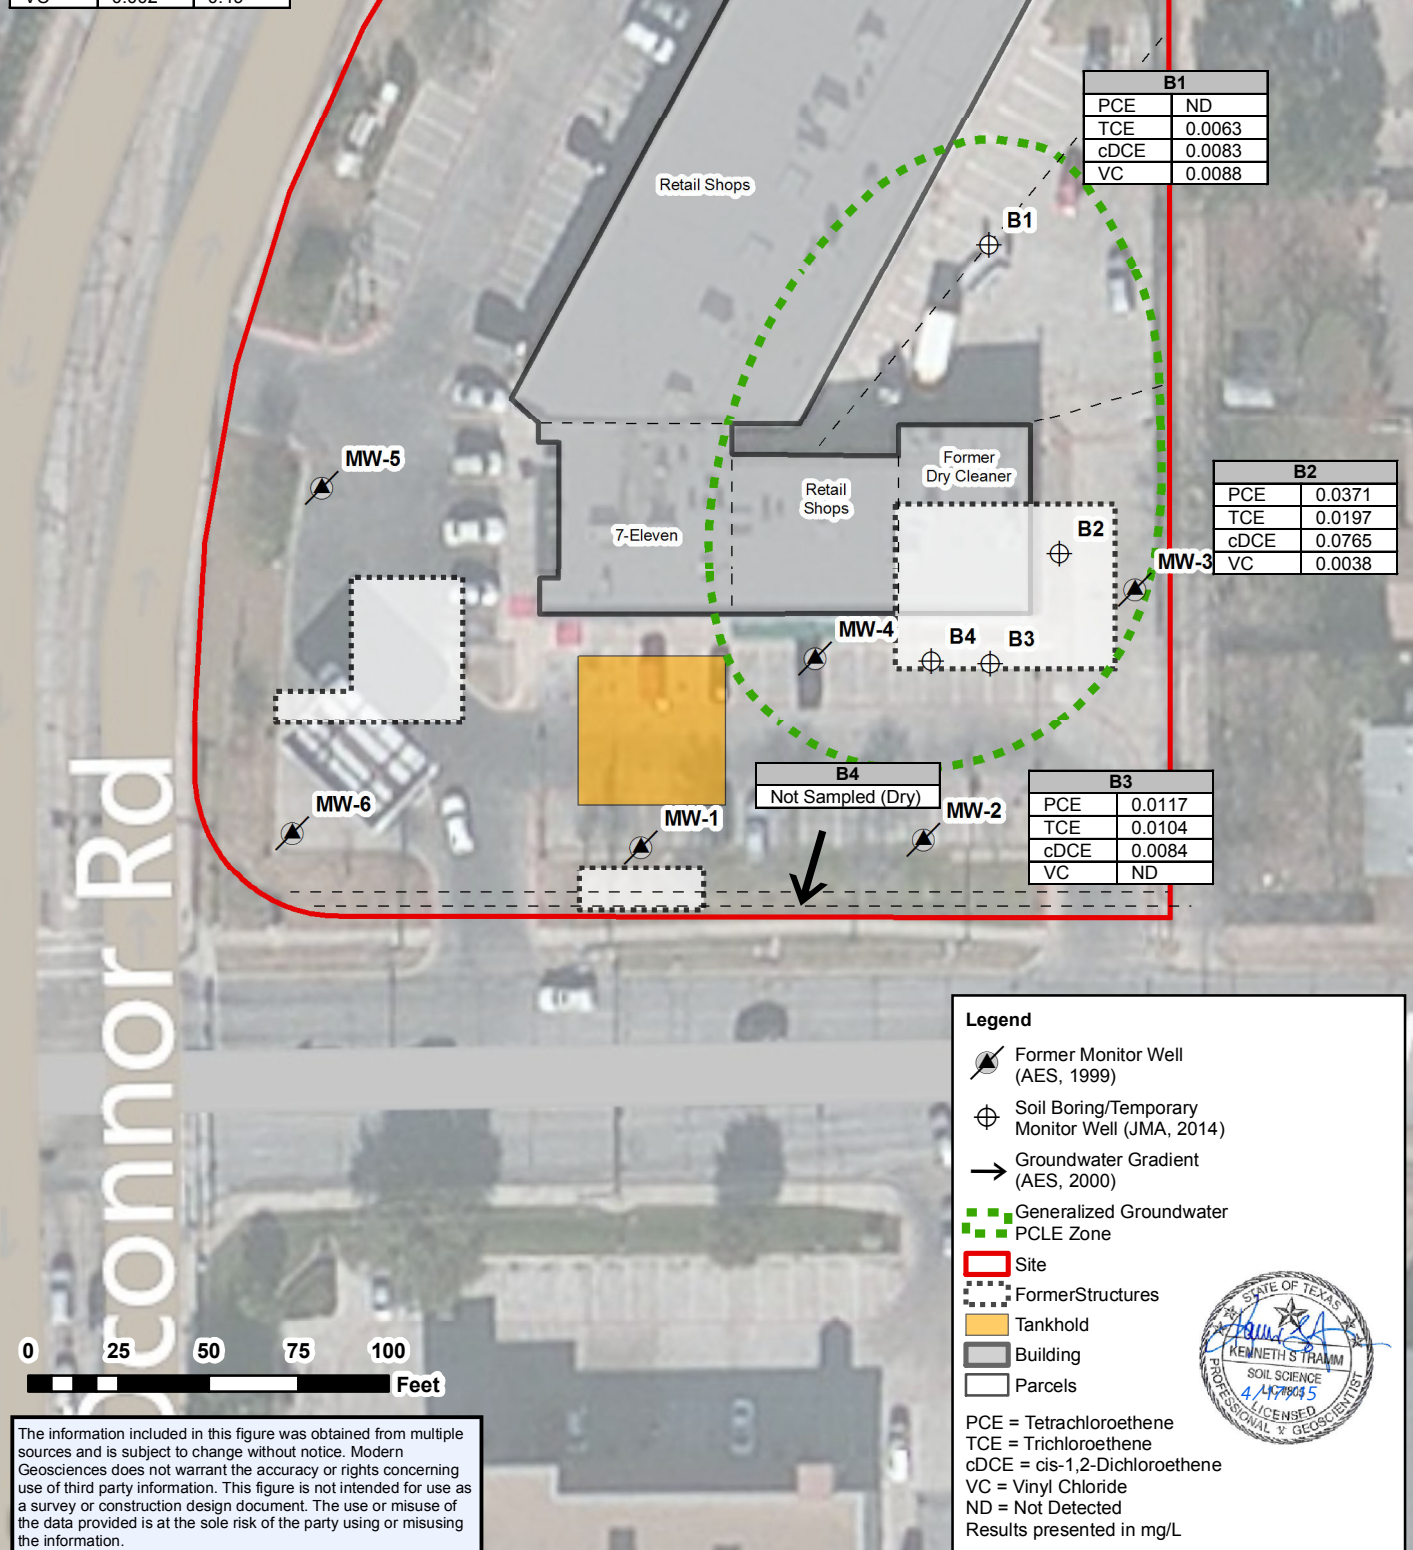 B1
PCE ND
TCE 0.0063
cDCE 0.0083
VC 0.0088
Retail Shops
B1
MW-5
Former
Dry Cleaner
Retail
Shops
7-Eleven
B2
B2
PCE 0.0371
TCE 0.0197
cDCE 0.0765
VC 0.0038
MW-3
MW-4
B4
B3
B4
Not Sampled (Dry)
B3
PCE 0.0117
TCE 0.0104
cDCE 0.0084
VC ND
MW-6
MW-1
MW-2
Oconnor Rd
0 25 50 75 100
Feet
The information included in this figure was obtained from multiple
sources and is subject to change without notice. Modern
Geosciences does not warrant the accuracy or rights concerning
use of third party information. This figure is not intended for use as
a survey or construction design document. The use or misuse of
the data provided is at the sole risk of the party using or misusing
the information.
Legend
Former Monitor Well
(AES, 1999)
Soil Boring/Temporary
Monitor Well (JMA, 2014)
Groundwater Gradient
(AES, 2000)
Generalized Groundwater
PCLE Zone
Site
FormerStructures
Tankhold
Building
Parcels
PCE = Tetrachloroethene
TCE = Trichloroethene
cDCE = cis-1,2-Dichloroethene
VC = Vinyl Chloride
ND = Not Detected
Results presented in mg/L
STATE OF TEXAS
KENNETH S TRAMM
SOIL SCIENCE
4/17/15
LICENSED
PROFESSIONAL GEOSCIENTIST